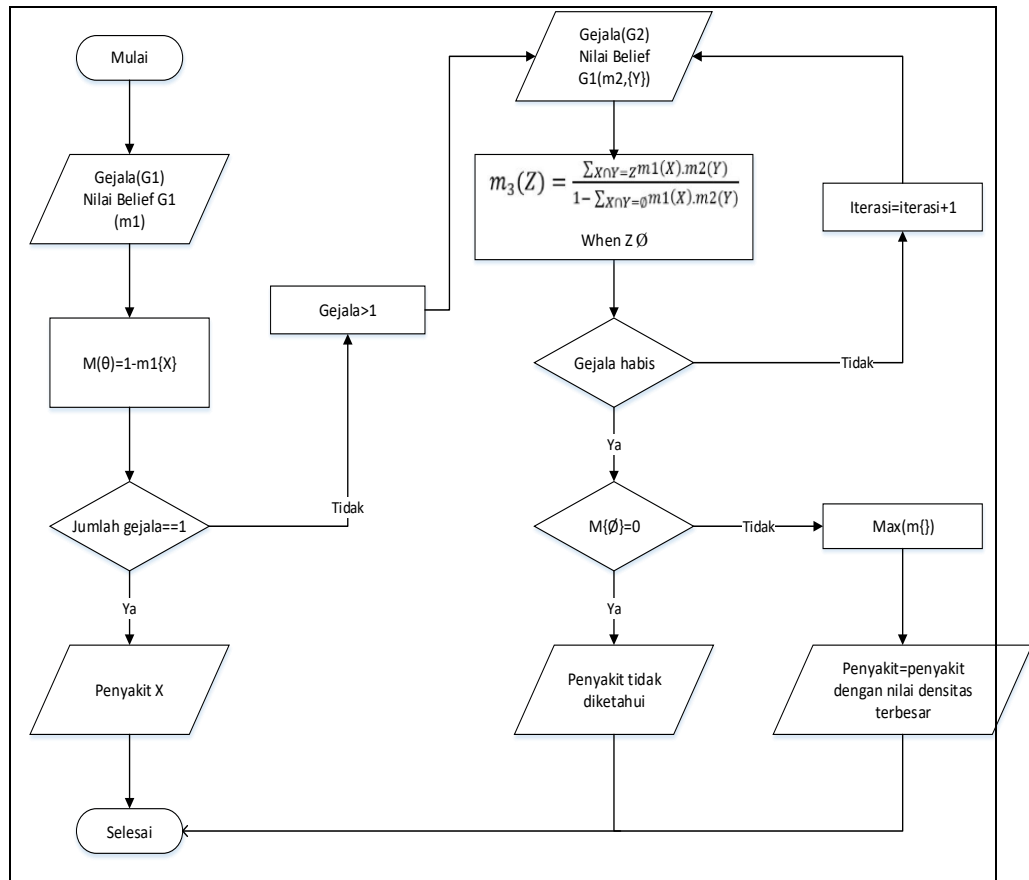 Mulai
Gejala(G1)
Nilai Belief G1
(m1)
M(θ)=1-m1{X}
Jumlah gejala==1
Tidak
Ya
Penyakit X
Selesai
Gejala>1
Gejala(G2)
Nilai Belief
G1(m2,{Y})
m₃(Z) = ∑X∩Y=Z m1(X).m2(Y) / 1− ∑X∩Y=∅ m1(X).m2(Y)
When Z Ø
Iterasi=iterasi+1
Gejala habis
Tidak
Ya
M{Ø}=0
Tidak
Max(m{})
Ya
Penyakit tidak
diketahui
Penyakit=penyakit
dengan nilai densitas
terbesar